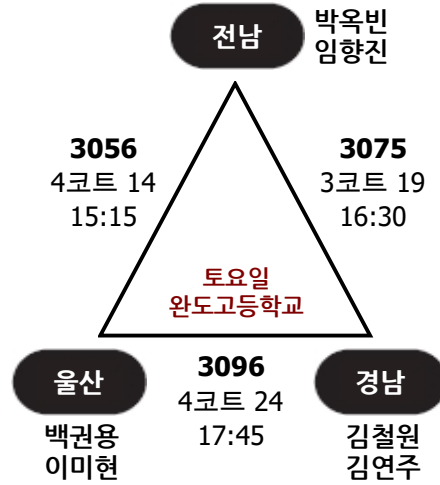 전남
박옥빈
임향진
3056
4코트 14
15:15
3075
3코트 19
16:30
토요일
완도고등학교
울산
백권용
이미현
3096
4코트 24
17:45
경남
김철원
김연주